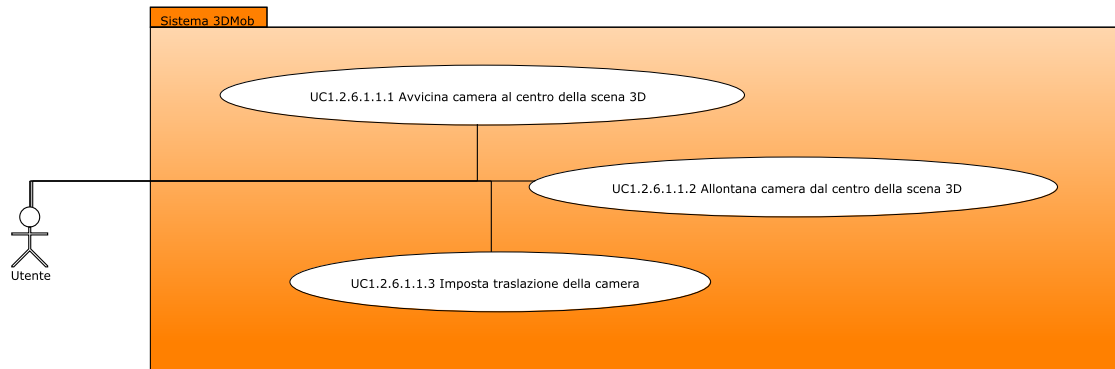 Sistema 3DMob
UC1.2.6.1.1.1 Avvicina camera al centro della scena 3D
UC1.2.6.1.1.2 Allontana camera dal centro della scena 3D
Utente
UC1.2.6.1.1.3 Imposta traslazione della camera